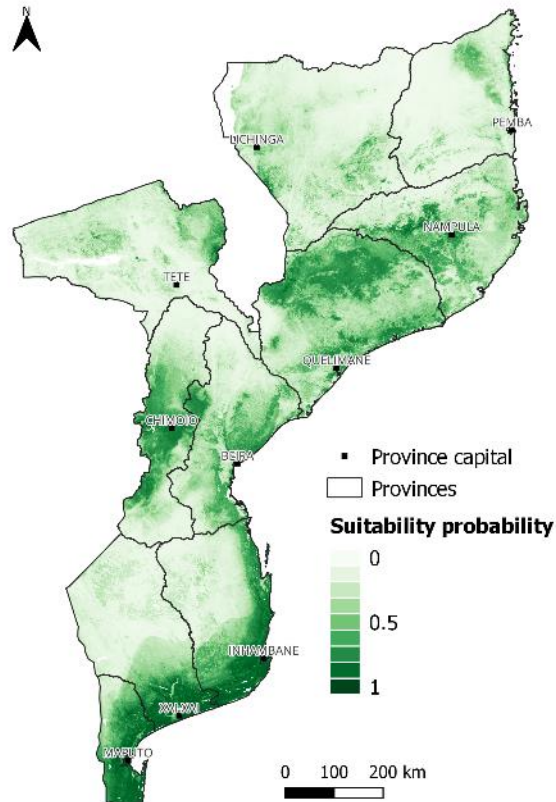 N
PEMBA
LICHINGA
NAMPULA
TETE
QUELIMANE
CHIMOIO
BEIRA
Province capital
Provinces
Suitability probability
0
0.5
1
INHAMBANE
XAI-XAI
MAPUTO
0 100 200 km